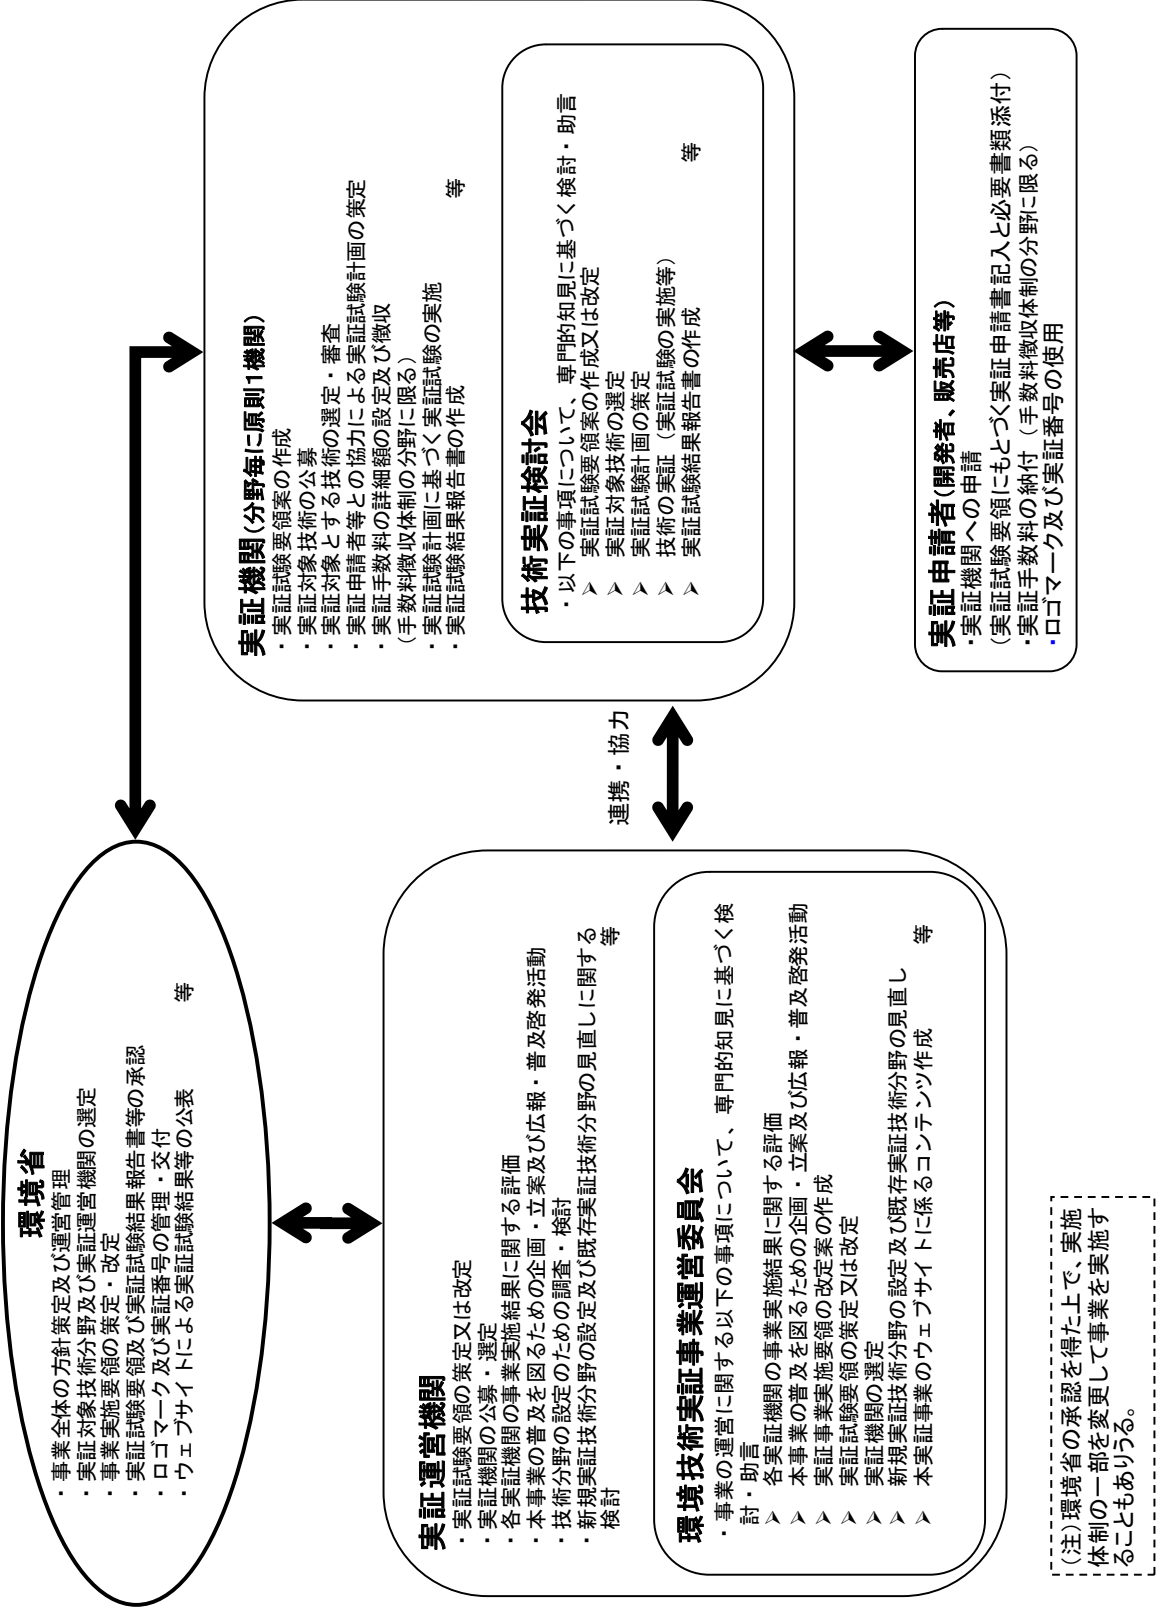 環境省
・事業全体の方針策定及び運営管理
・実証対象技術分野及び実証運営機関の選定
・事業実施要領の策定・改定
・実証試験要領及び実証試験結果報告書等の承認
・ロゴマーク及び実証番号の管理・交付
・ウェブサイトによる実証試験結果等の公表
等
実証運営機関
・実証試験要領の策定又は改定
・実証機関の公募・選定
・各実証機関の事業実施結果に関する評価
・本事業の普及を図るための企画・立案及び広報・普及啓発活動
・技術分野の設定のための調査・検討
・新規実証技術分野の設定及び既存実証技術分野の見直しに関する
検討
等
環境技術実証事業運営委員会
・事業の運営に関する以下の事項について、専門的知見に基づく検
討・助言
➢ 各実証機関の事業実施結果に関する評価
➢ 本事業の普及を図るための企画・立案及び広報・普及啓発活動
➢ 実証事業実施要領の改定案の作成
➢ 実証試験要領の策定又は改定
➢ 実証機関の選定
➢ 新規実証技術分野の設定及び既存実証技術分野の見直し
➢ 本実証事業のウェブサイトに係るコンテンツ作成
等
連携・協力
実証機関(分野毎に原則1機関)
・実証試験要領案の作成
・実証対象技術の公募
・実証対象とする技術の選定・審査
・実証申請者等との協力による実証試験計画の策定
・実証手数料の詳細額の設定及び徴収
(手数料徴収体制の分野に限る)
・実証試験計画に基づく実証試験の実施
・実証試験結果報告書の作成
等
技術実証検討会
・以下の事項について、専門的知見に基づく検討・助言
➢ 実証試験要領案の作成又は改定
➢ 実証対象技術の選定
➢ 実証試験計画の策定
➢ 技術の実証（実証試験の実施等）
➢ 実証試験結果報告書の作成
等
実証申請者(開発者、販売店等)
・実証機関への申請
(実証試験要領にもとづく実証申請書記入と必要書類添付)
・実証手数料の納付（手数料徴収体制の分野に限る）
・ロゴマーク及び実証番号の使用
(注)環境省の承認を得た上で、実施
体制の一部を変更して事業を実施す
ることもありうる。